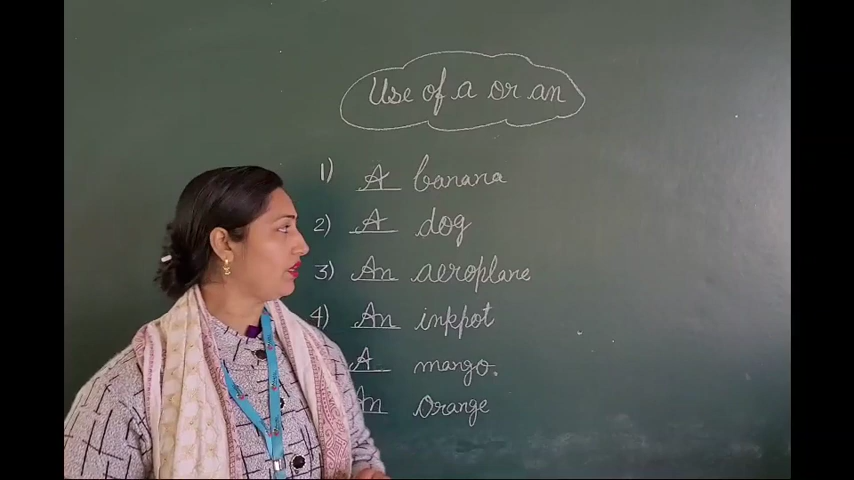 Use of a or an
1) A banana
2) A dog
3) An aeroplane
4) An inkpot
A mango.
An Orange